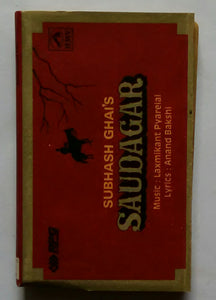 SUBHASH GHAI'S
SAUDAGAR
Music : Laxmikant Pyarelal
Lyrics : Anand Bakshi